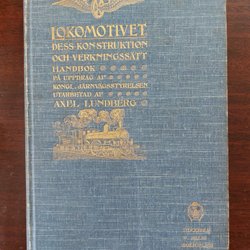 LOKOMOTIVET
DESS KONSTRUKTION
OCH VERKNINGSSÄTT
HANDBOK
PÅ UPPDRAG AF
KONGL. JÄRNVÄGSSTYRELSEN
UTARBETAD AF
AXEL LUNDBERG